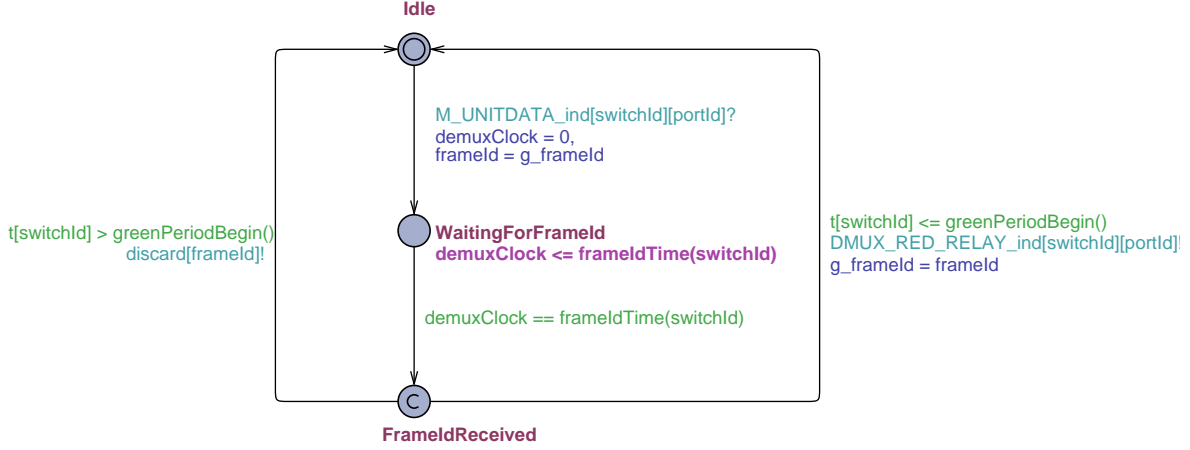 Idle
M_UNITDATA_ind[switchId][portId]?
demuxClock = 0,
frameId = g_frameId
t[switchId] > greenPeriodBegin()
discard[frameId]!
WaitingForFrameId
demuxClock <= frameIdTime(switchId)
t[switchId] <= greenPeriodBegin()
DMUX_RED_RELAY_ind[switchId][portId]!
g_frameId = frameId
demuxClock == frameIdTime(switchId)
C
FrameIdReceived